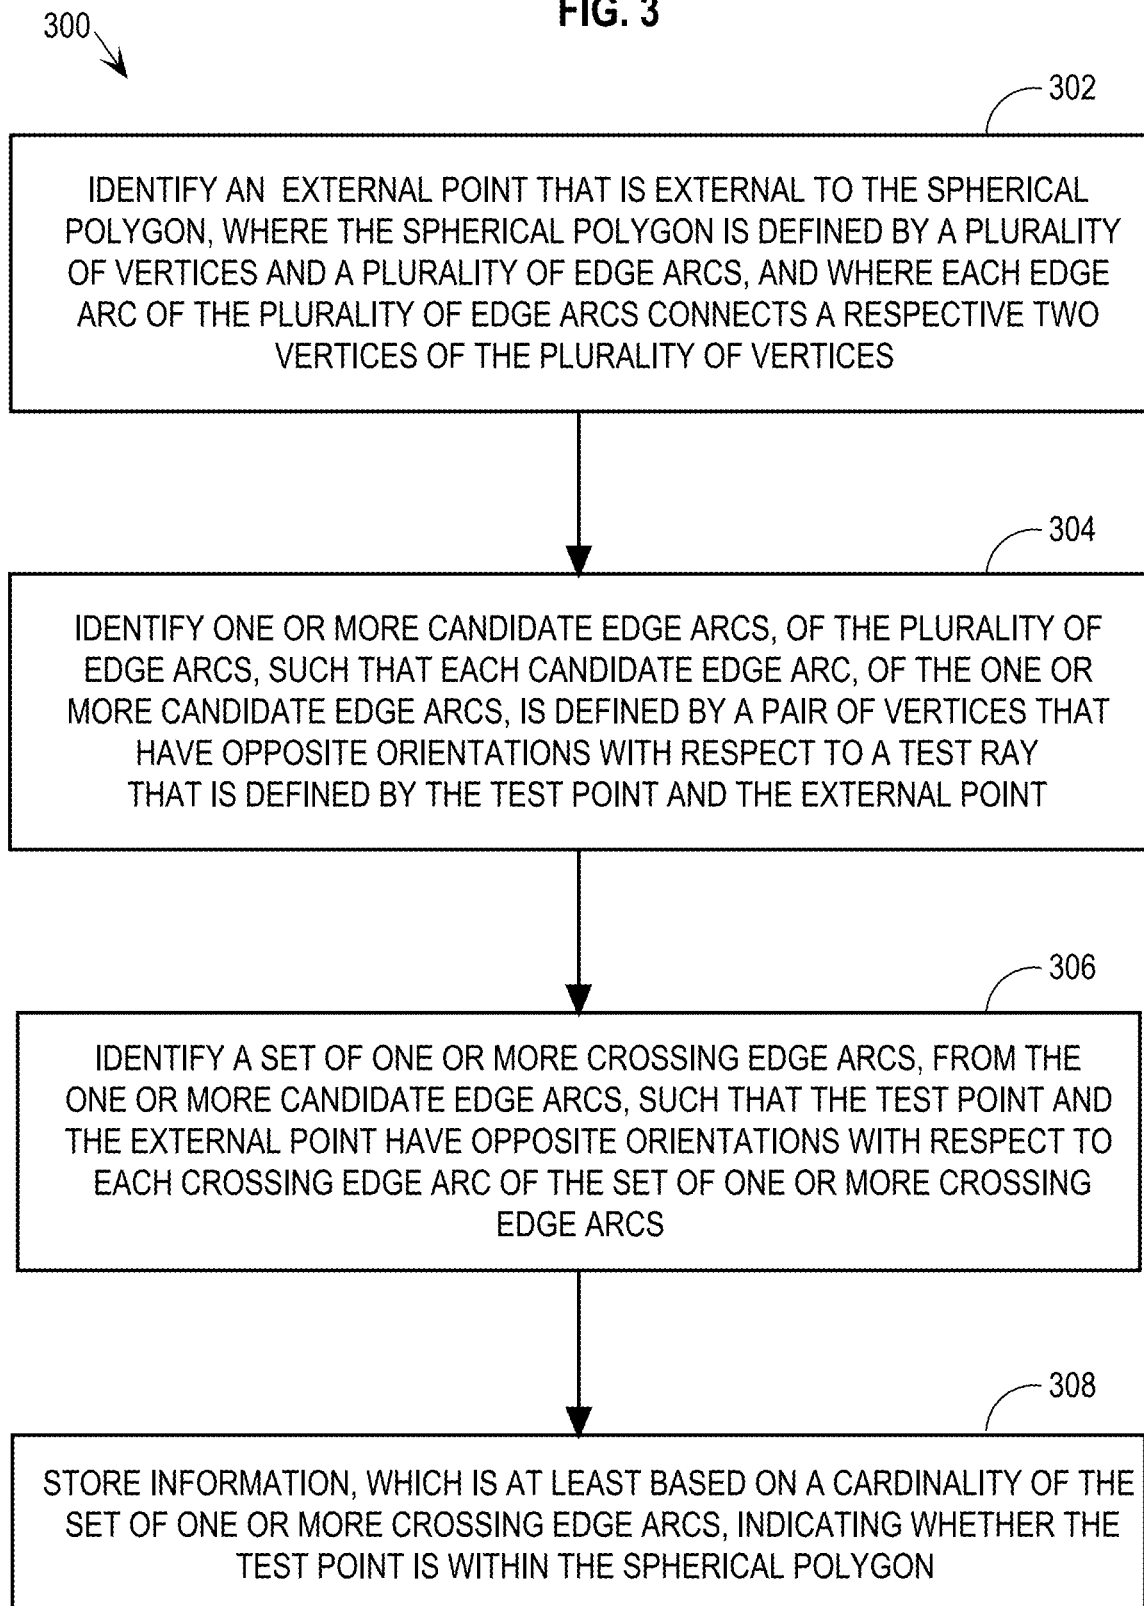 FIG. 3
300
302
IDENTIFY AN EXTERNAL POINT THAT IS EXTERNAL TO THE SPHERICAL
POLYGON, WHERE THE SPHERICAL POLYGON IS DEFINED BY A PLURALITY
OF VERTICES AND A PLURALITY OF EDGE ARCS, AND WHERE EACH EDGE
ARC OF THE PLURALITY OF EDGE ARCS CONNECTS A RESPECTIVE TWO
VERTICES OF THE PLURALITY OF VERTICES
304
IDENTIFY ONE OR MORE CANDIDATE EDGE ARCS, OF THE PLURALITY OF
EDGE ARCS, SUCH THAT EACH CANDIDATE EDGE ARC, OF THE ONE OR
MORE CANDIDATE EDGE ARCS, IS DEFINED BY A PAIR OF VERTICES THAT
HAVE OPPOSITE ORIENTATIONS WITH RESPECT TO A TEST RAY
THAT IS DEFINED BY THE TEST POINT AND THE EXTERNAL POINT
306
IDENTIFY A SET OF ONE OR MORE CROSSING EDGE ARCS, FROM THE
ONE OR MORE CANDIDATE EDGE ARCS, SUCH THAT THE TEST POINT AND
THE EXTERNAL POINT HAVE OPPOSITE ORIENTATIONS WITH RESPECT TO
EACH CROSSING EDGE ARC OF THE SET OF ONE OR MORE CROSSING
EDGE ARCS
308
STORE INFORMATION, WHICH IS AT LEAST BASED ON A CARDINALITY OF THE
SET OF ONE OR MORE CROSSING EDGE ARCS, INDICATING WHETHER THE
TEST POINT IS WITHIN THE SPHERICAL POLYGON